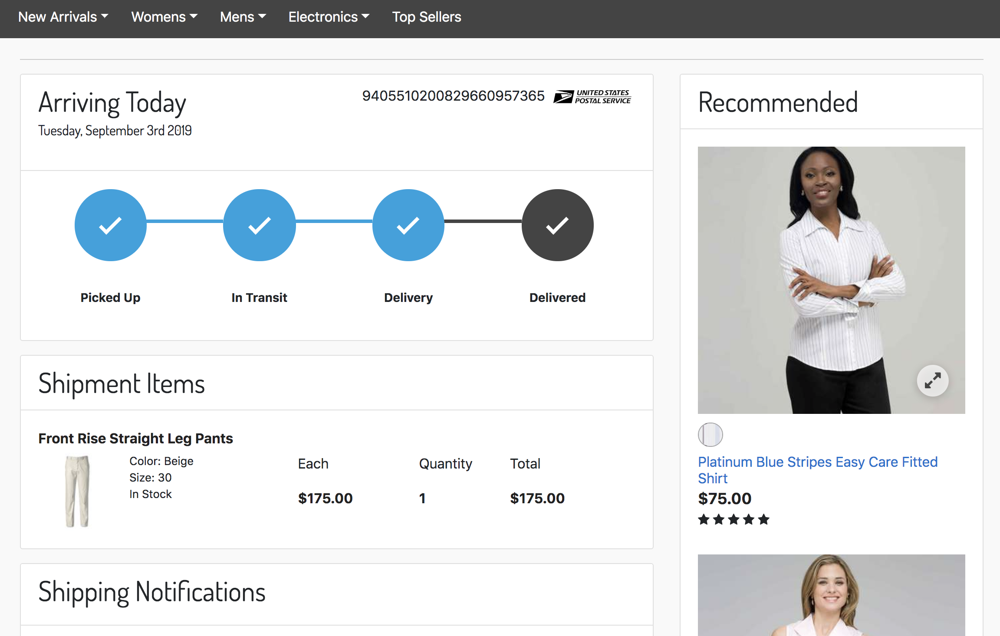 New Arrivals
Womens
Mens
Electronics
Top Sellers
Arriving Today
Tuesday, September 3rd 2019
9405510200829660957365
UNITED STATES
POSTAL SERVICE
Picked Up
In Transit
Delivery
Delivered
Shipment Items
Front Rise Straight Leg Pants
Color: Beige
Size: 30
In Stock
Each
Quantity
Total
$175.00
1
$175.00
Shipping Notifications
Recommended
Platinum Blue Stripes Easy Care Fitted
Shirt
$75.00